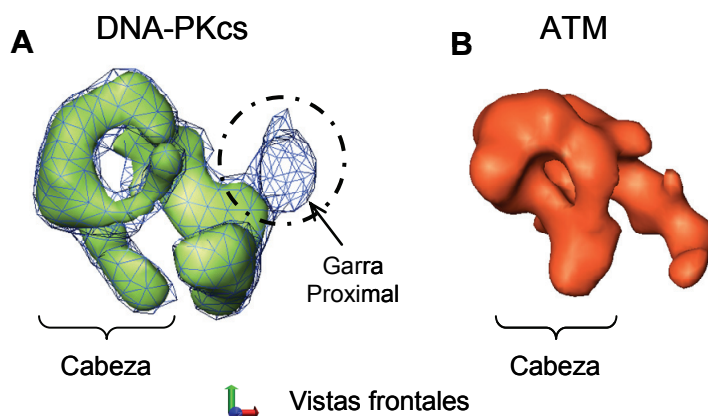 DNA-PKcs
ATM
A
B
Garra
Proximal
Cabeza
Cabeza
Vistas frontales